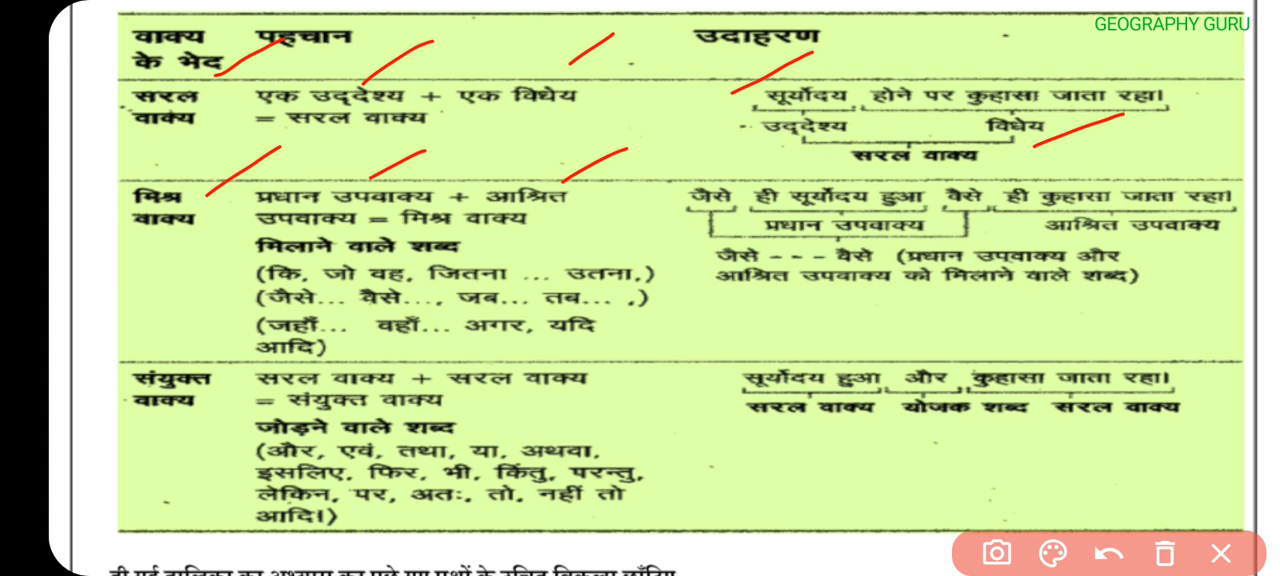 GEOGRAPHY GURU
वाक्य के भेद पहचान उदाहरण
सरल वाक्य
एक उद्देश्य + एक विधेय
= सरल वाक्य
सूर्योदय होने पर कुहासा जाता रहा।
उद्देश्य विधेय
सरल वाक्य
मिश्र वाक्य
प्रधान उपवाक्य + आश्रित
उपवाक्य = मिश्र वाक्य
मिलाने वाले शब्द
(कि, जो वह, जितना ... उतना,)
(जैसे... वैसे..., जब... तब... ,)
(जहाँ... वहाँ... अगर, यदि
आदि)
जैसे ही सूर्योदय हुआ वैसे ही कुहासा जाता रहा।
प्रधान उपवाक्य आश्रित उपवाक्य
जैसे - - - वैसे (प्रधान उपवाक्य और
आश्रित उपवाक्य को मिलाने वाले शब्द)
संयुक्त वाक्य
सरल वाक्य + सरल वाक्य
= संयुक्त वाक्य
जोड़ने वाले शब्द
(और, एवं, तथा, या, अथवा,
इसलिए, फिर, भी, किंतु, परन्तु,
लेकिन, पर, अतः, तो, नहीं तो
आदि।)
सूर्योदय हुआ और कुहासा जाता रहा।
सरल वाक्य योजक शब्द सरल वाक्य